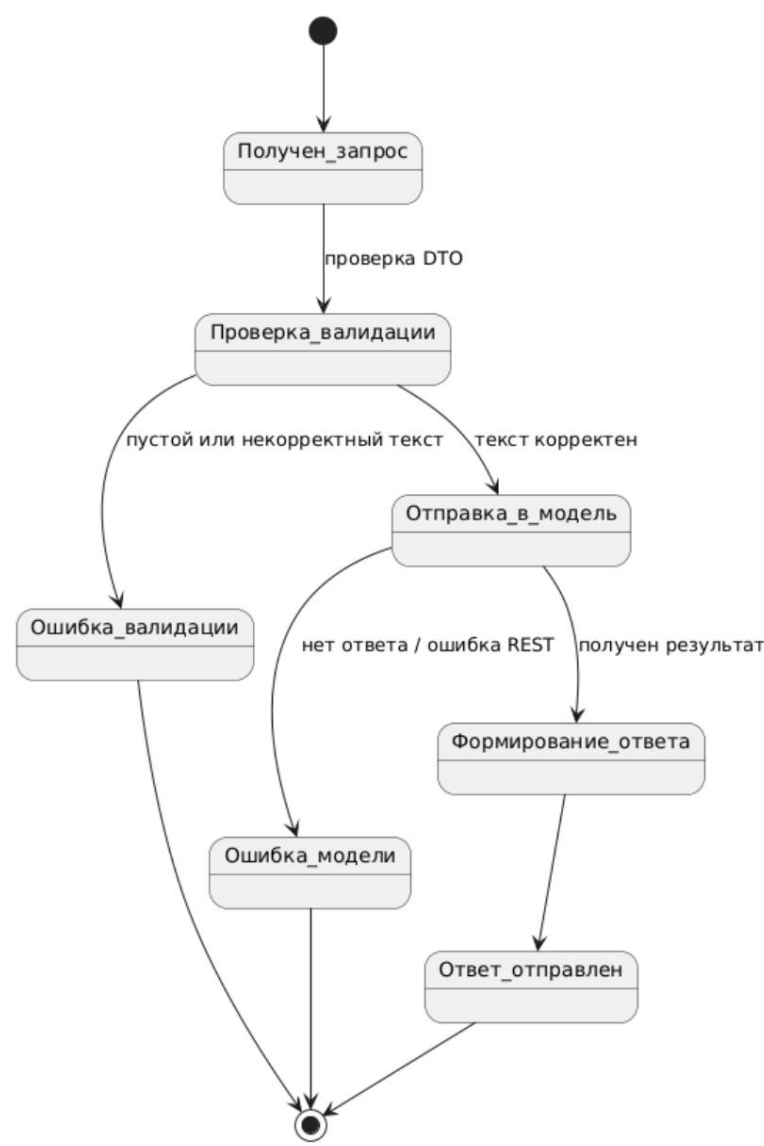 Получен_запрос
проверка DTO
Проверка_валидации
пустой или некорректный текст
текст корректен
Отправка_в_модель
Ошибка_валидации
нет ответа / ошибка REST
получен результат
Формирование_ответа
Ошибка_модели
Ответ_отправлен